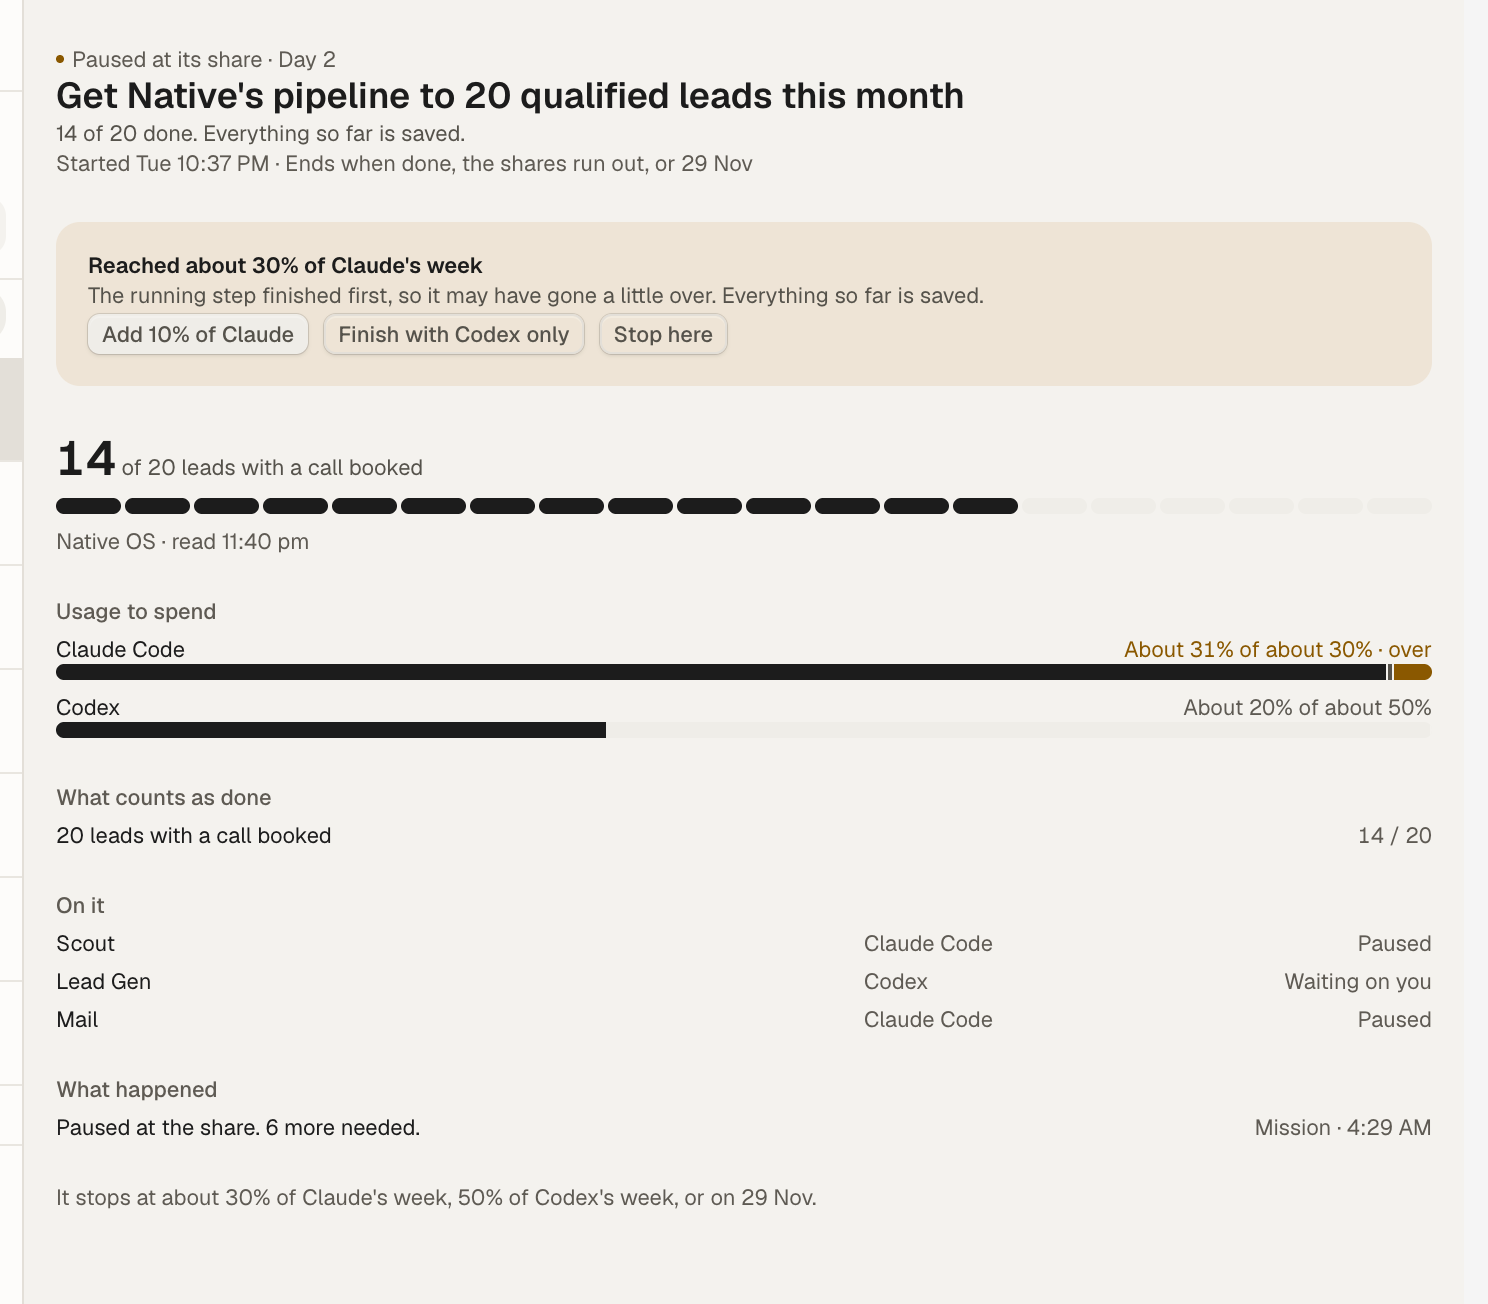 Paused at its share · Day 2
Get Native's pipeline to 20 qualified leads this month
14 of 20 done. Everything so far is saved.
Started Tue 10:37 PM · Ends when done, the shares run out, or 29 Nov
Reached about 30% of Claude's week
The running step finished first, so it may have gone a little over. Everything so far is saved.
Add 10% of Claude
Finish with Codex only
Stop here
14 of 20 leads with a call booked
Native OS · read 11:40 pm
Usage to spend
Claude Code About 31% of about 30% · over
Codex About 20% of about 50%
What counts as done
20 leads with a call booked 14 / 20
On it
Scout Claude Code Paused
Lead Gen Codex Waiting on you
Mail Claude Code Paused
What happened
Paused at the share. 6 more needed. Mission · 4:29 AM
It stops at about 30% of Claude's week, 50% of Codex's week, or on 29 Nov.